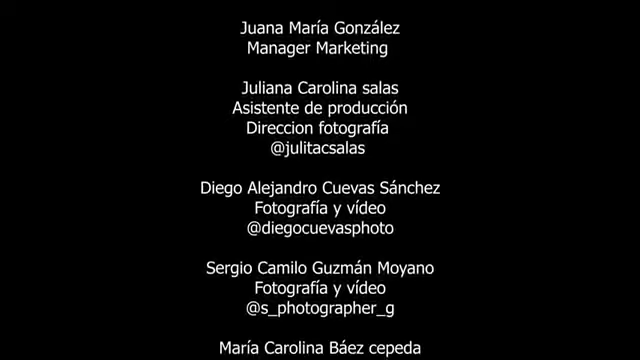 Juana María González
Manager Marketing
Juliana Carolina salas
Asistente de producción
Direccion fotografía
@julitacsalas
Diego Alejandro Cuevas Sánchez
Fotografía y vídeo
@diegocuevasphoto
Sergio Camilo Guzmán Moyano
Fotografía y vídeo
@s_photographer_g
María Carolina Báez cepeda